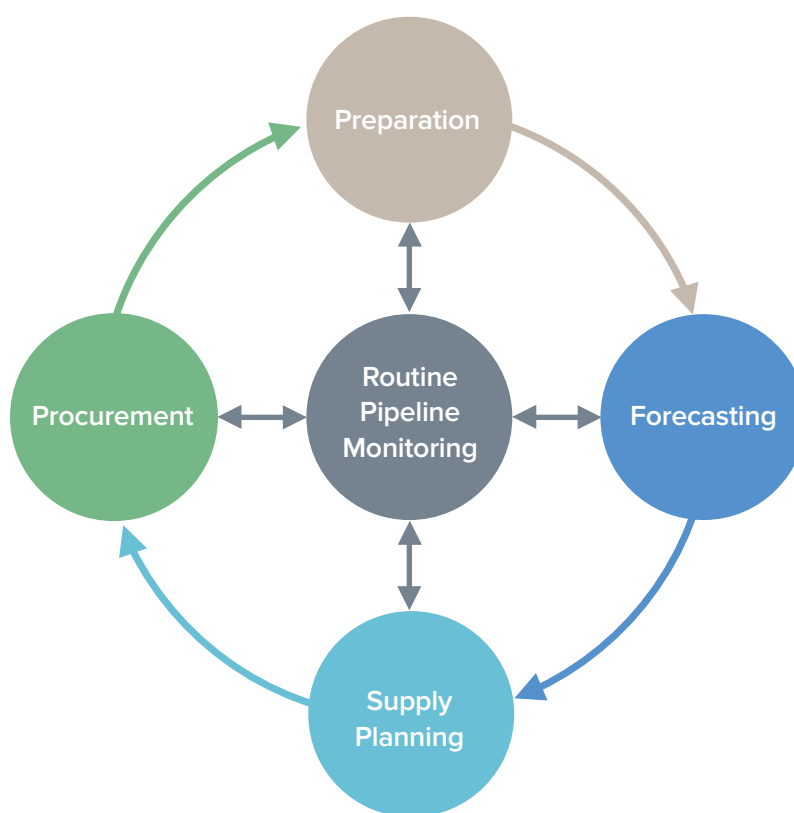 Preparation
Procurement
Routine
Pipeline
Monitoring
Forecasting
Supply
Planning